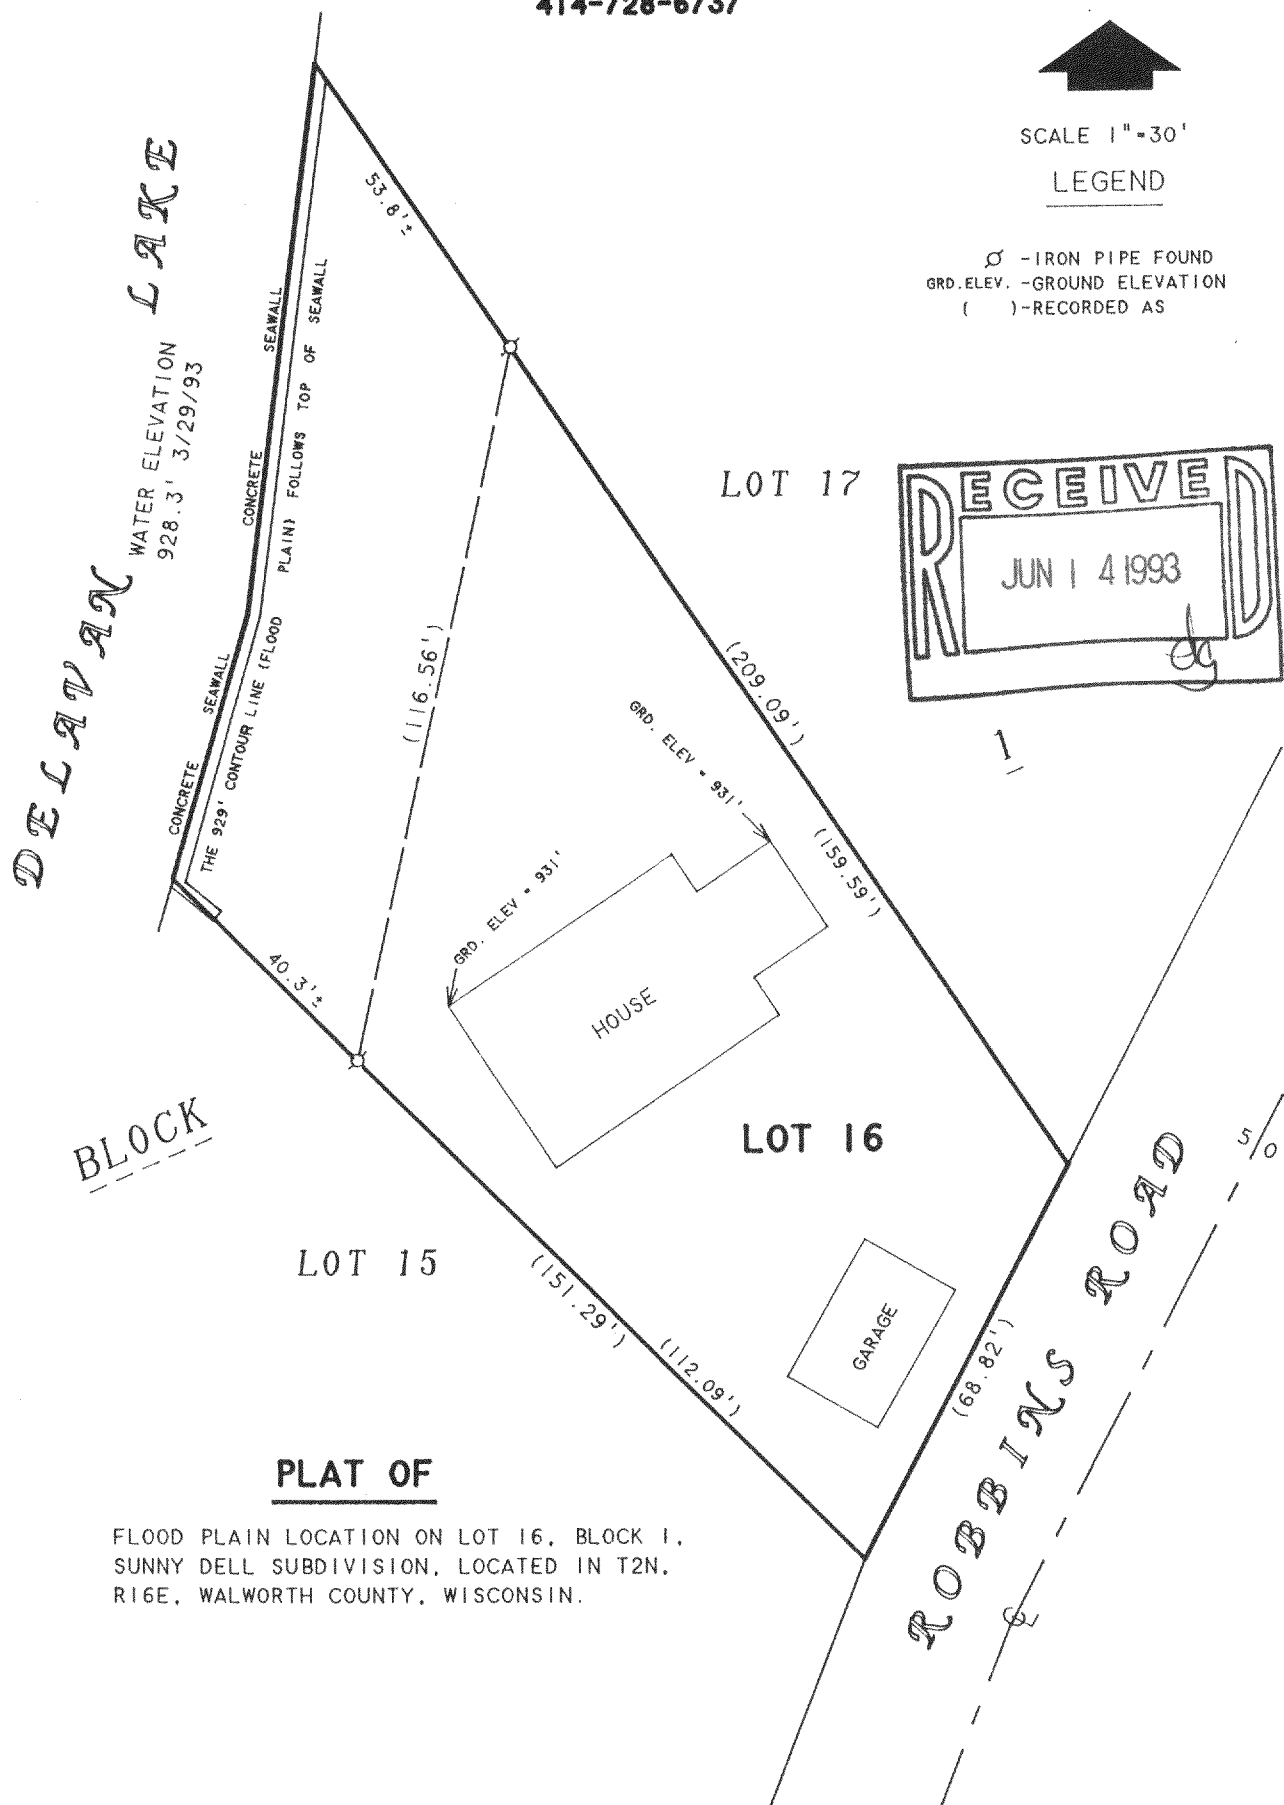 414-728-6737
SCALE 1"=30'
LEGEND
-IRON PIPE FOUND
GRD.ELEV. -GROUND ELEVATION
( )-RECORDED AS
DELAVAN LAKE
WATER ELEVATION
928.3' 3/29/93
CONCRETE SEAWALL CONCRETE SEAWALL
THE 929' CONTOUR LINE (FLOOD PLAIN) FOLLOWS TOP OF SEAWALL
53.8'±
LOT 17
RECEIVED
JUN 14 1993
dg
(116.56')
(209.09')
GRD. ELEV = 931'
1
(159.59')
GRD. ELEV = 931'
40.3'±
HOUSE
BLOCK
LOT 16
50
LOT 15
(151.29')
(112.09')
GARAGE
(68.82')
ROBBINS ROAD
℄
PLAT OF
FLOOD PLAIN LOCATION ON LOT 16, BLOCK 1,
SUNNY DELL SUBDIVISION, LOCATED IN T2N,
R16E, WALWORTH COUNTY, WISCONSIN.